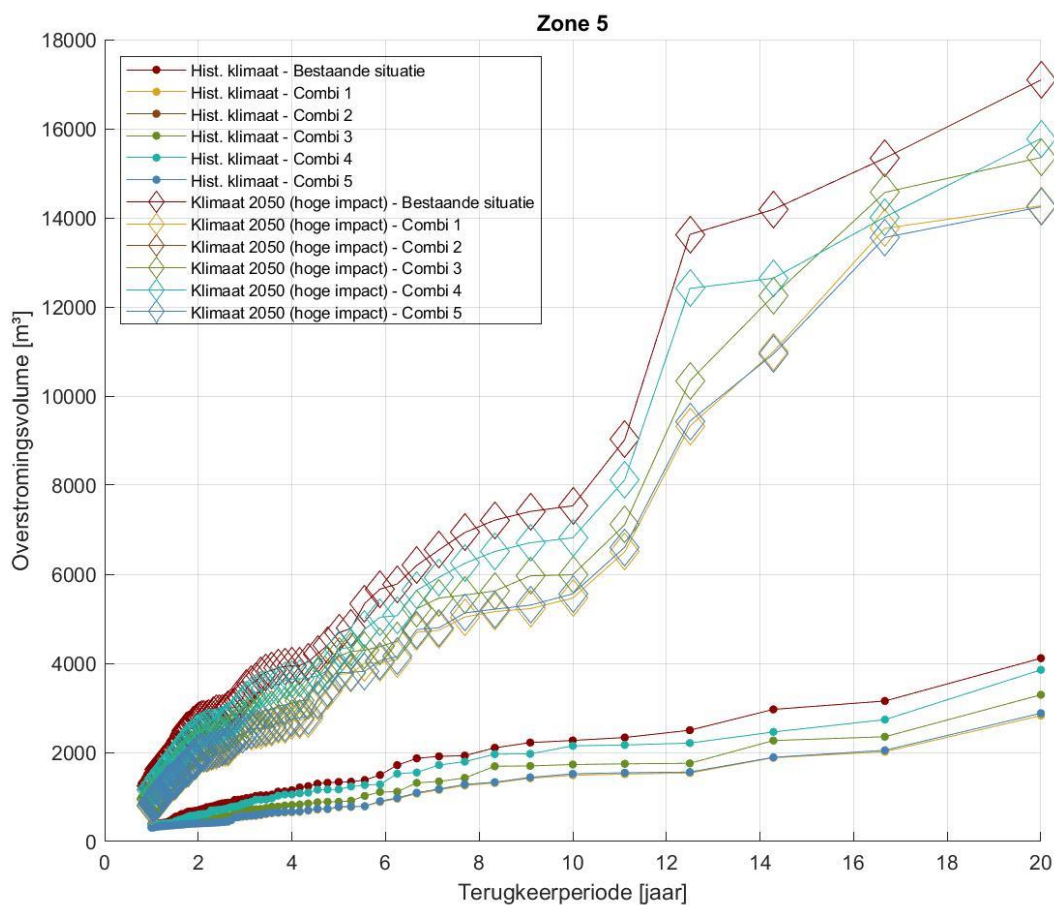 Zone 5
18000
16000
14000
12000
10000
8000
6000
4000
2000
0
Overstromingsvolume [m³]
Hist. klimaat - Bestaande situatie
Hist. klimaat - Combi 1
Hist. klimaat - Combi 2
Hist. klimaat - Combi 3
Hist. klimaat - Combi 4
Hist. klimaat - Combi 5
Klimaat 2050 (hoge impact) - Bestaande situatie
Klimaat 2050 (hoge impact) - Combi 1
Klimaat 2050 (hoge impact) - Combi 2
Klimaat 2050 (hoge impact) - Combi 3
Klimaat 2050 (hoge impact) - Combi 4
Klimaat 2050 (hoge impact) - Combi 5
0 2 4 6 8 10 12 14 16 18 20
Terugkeerperiode [jaar]